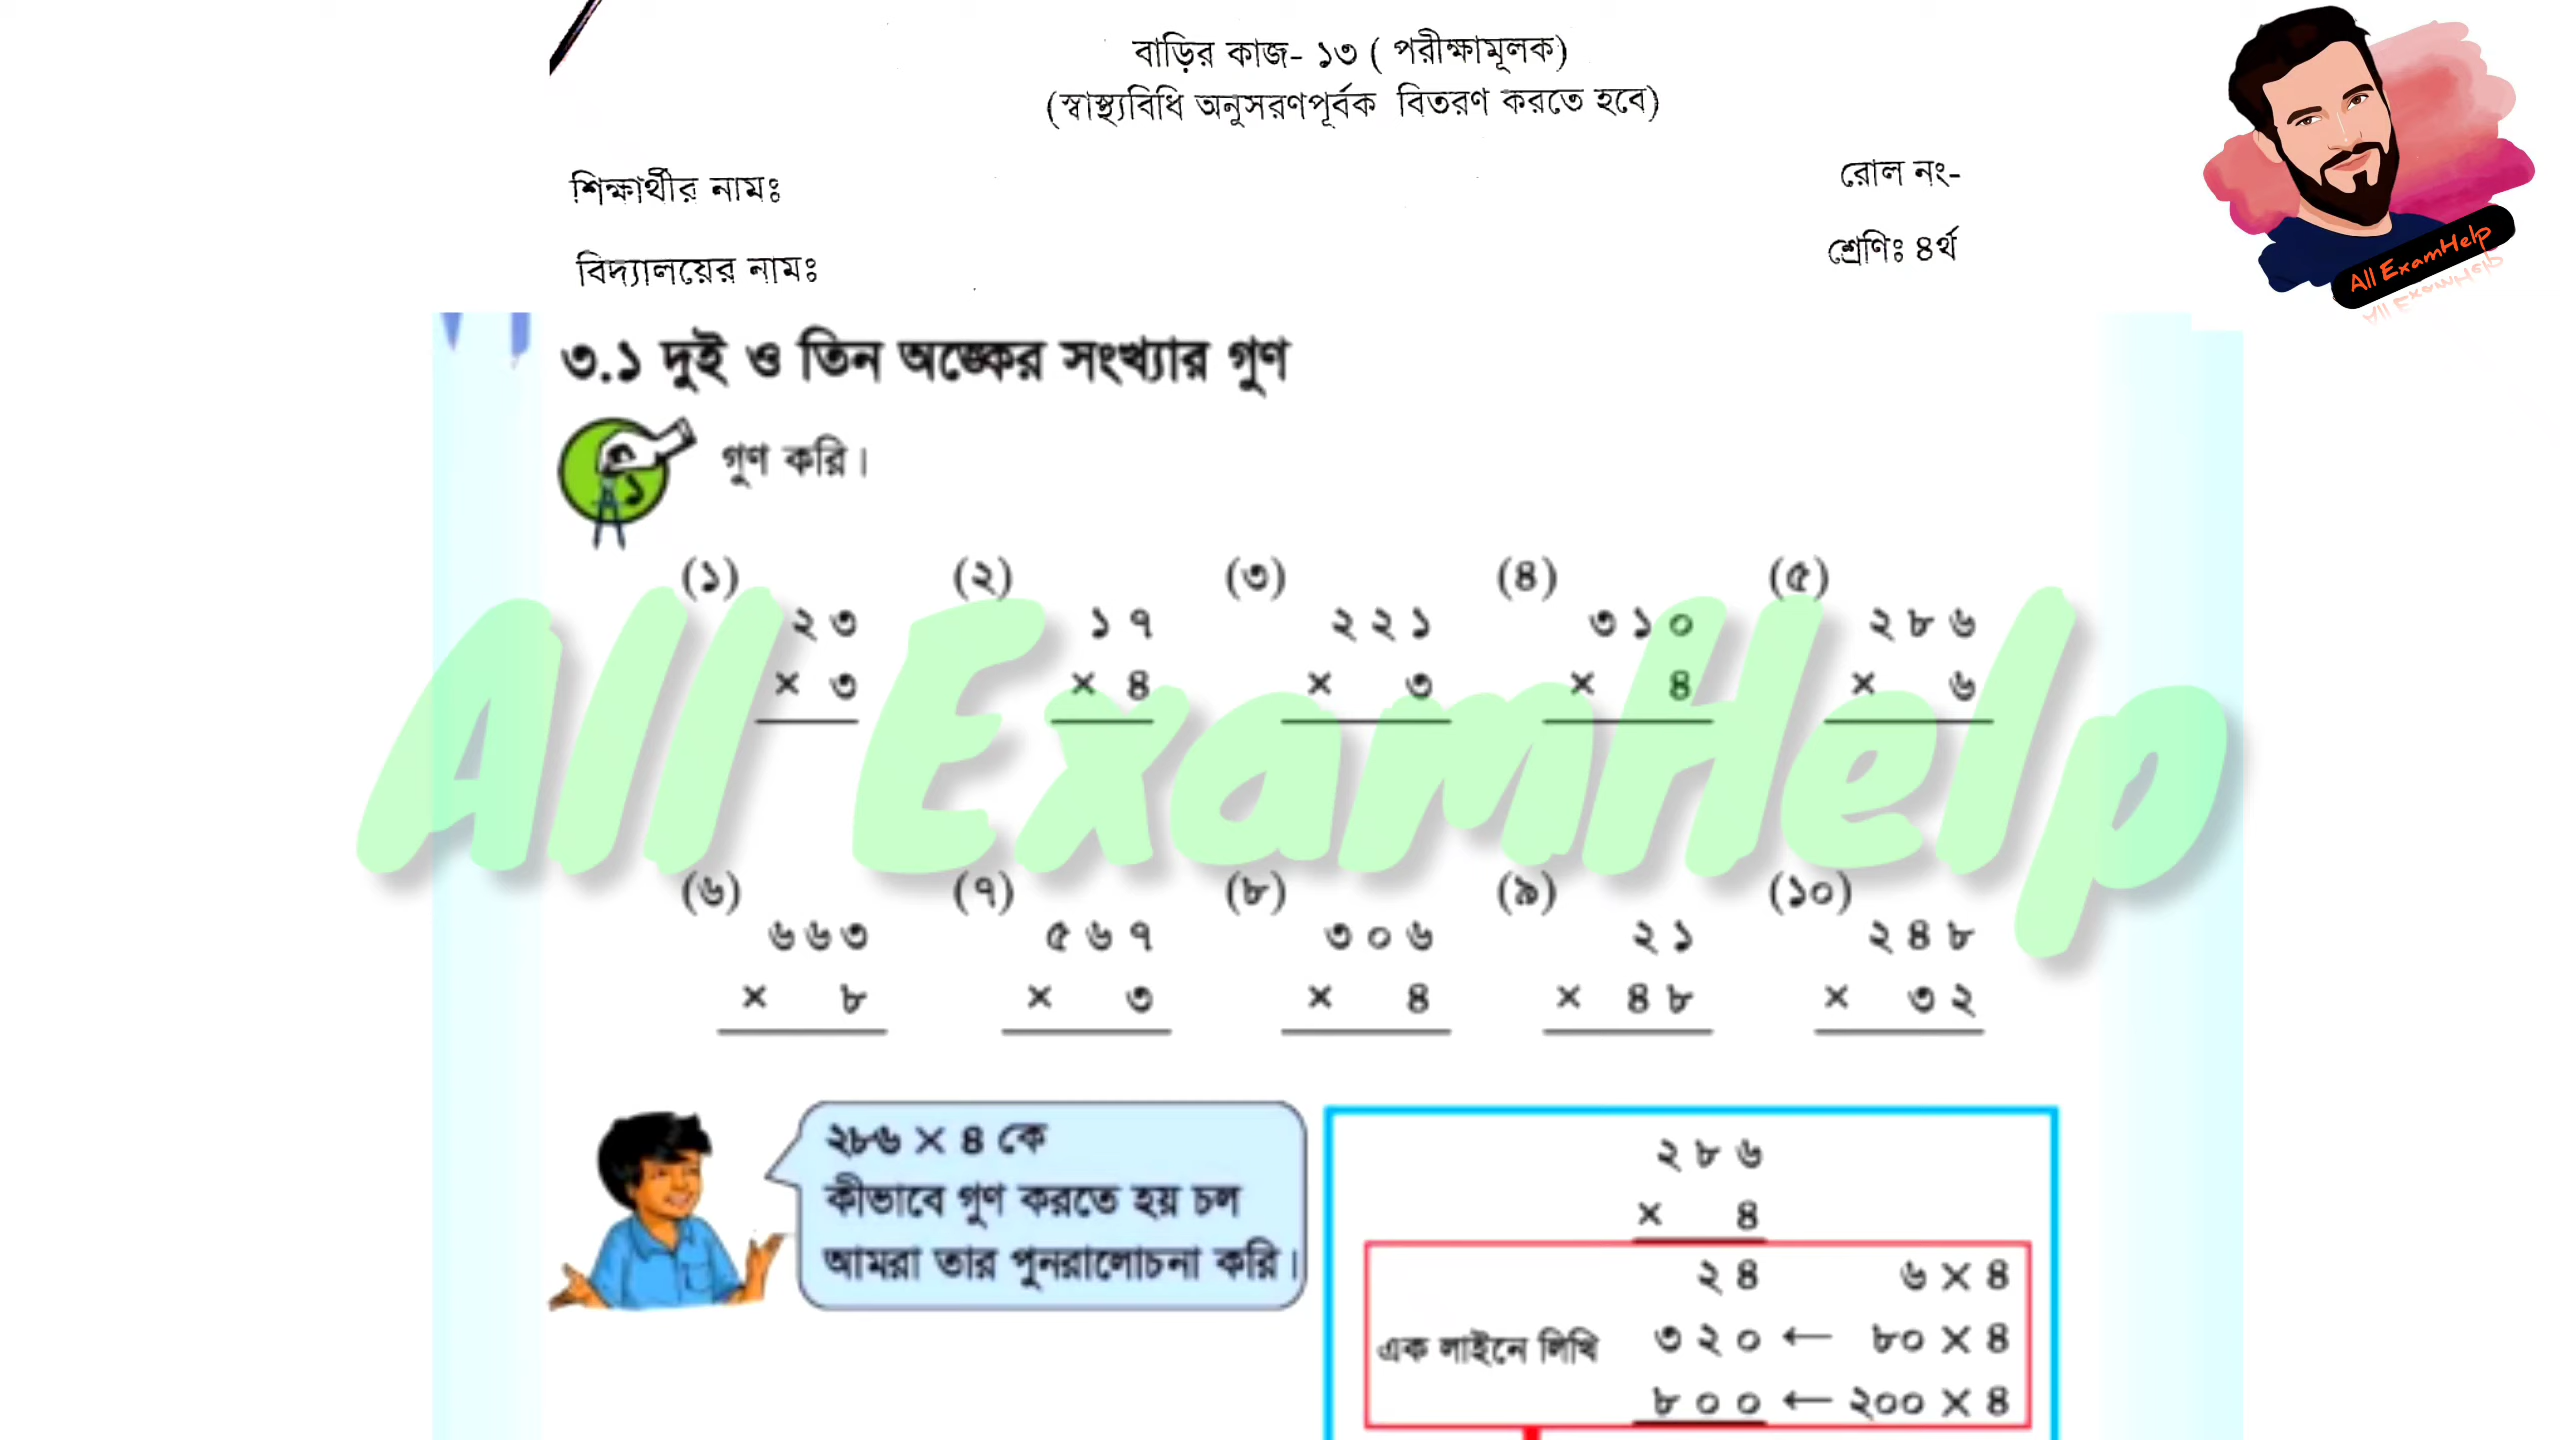 বাড়ির কাজ- ১৩ ( পরীক্ষামূলক)
(স্বাস্থ্যবিধি অনুসরণপূর্বক বিতরণ করতে হবে)
শিক্ষার্থীর নামঃ
রোল নং-
বিদ্যালয়ের নামঃ
শ্রেণিঃ ৪র্থ
All ExamHelp
৩.১ দুই ও তিন অঙ্কের সংখ্যার গুণ
১
গুণ করি।
(১) (২) (৩) (৪) (৫)
২৩ ১৭ ২২১ ৩১০ ২৮৬
× ৩ × ৪ × ৩ × ৪ × ৬
All ExamHelp
(৬) (৭) (৮) (৯) (১০)
৬৬৩ ৫৬৭ ৩০৬ ২১ ২৪৮
× ৮ × ৩ × ৪ × ৪৮ × ৩২
২৮৬ × ৪ কে
কীভাবে গুণ করতে হয় চল
আমরা তার পুনরালোচনা করি।
২৮৬
× ৪
২৪ ৬ × ৪
এক লাইনে লিখি ৩২০ ← ৮০ × ৪
৮০০ ← ২০০ × ৪